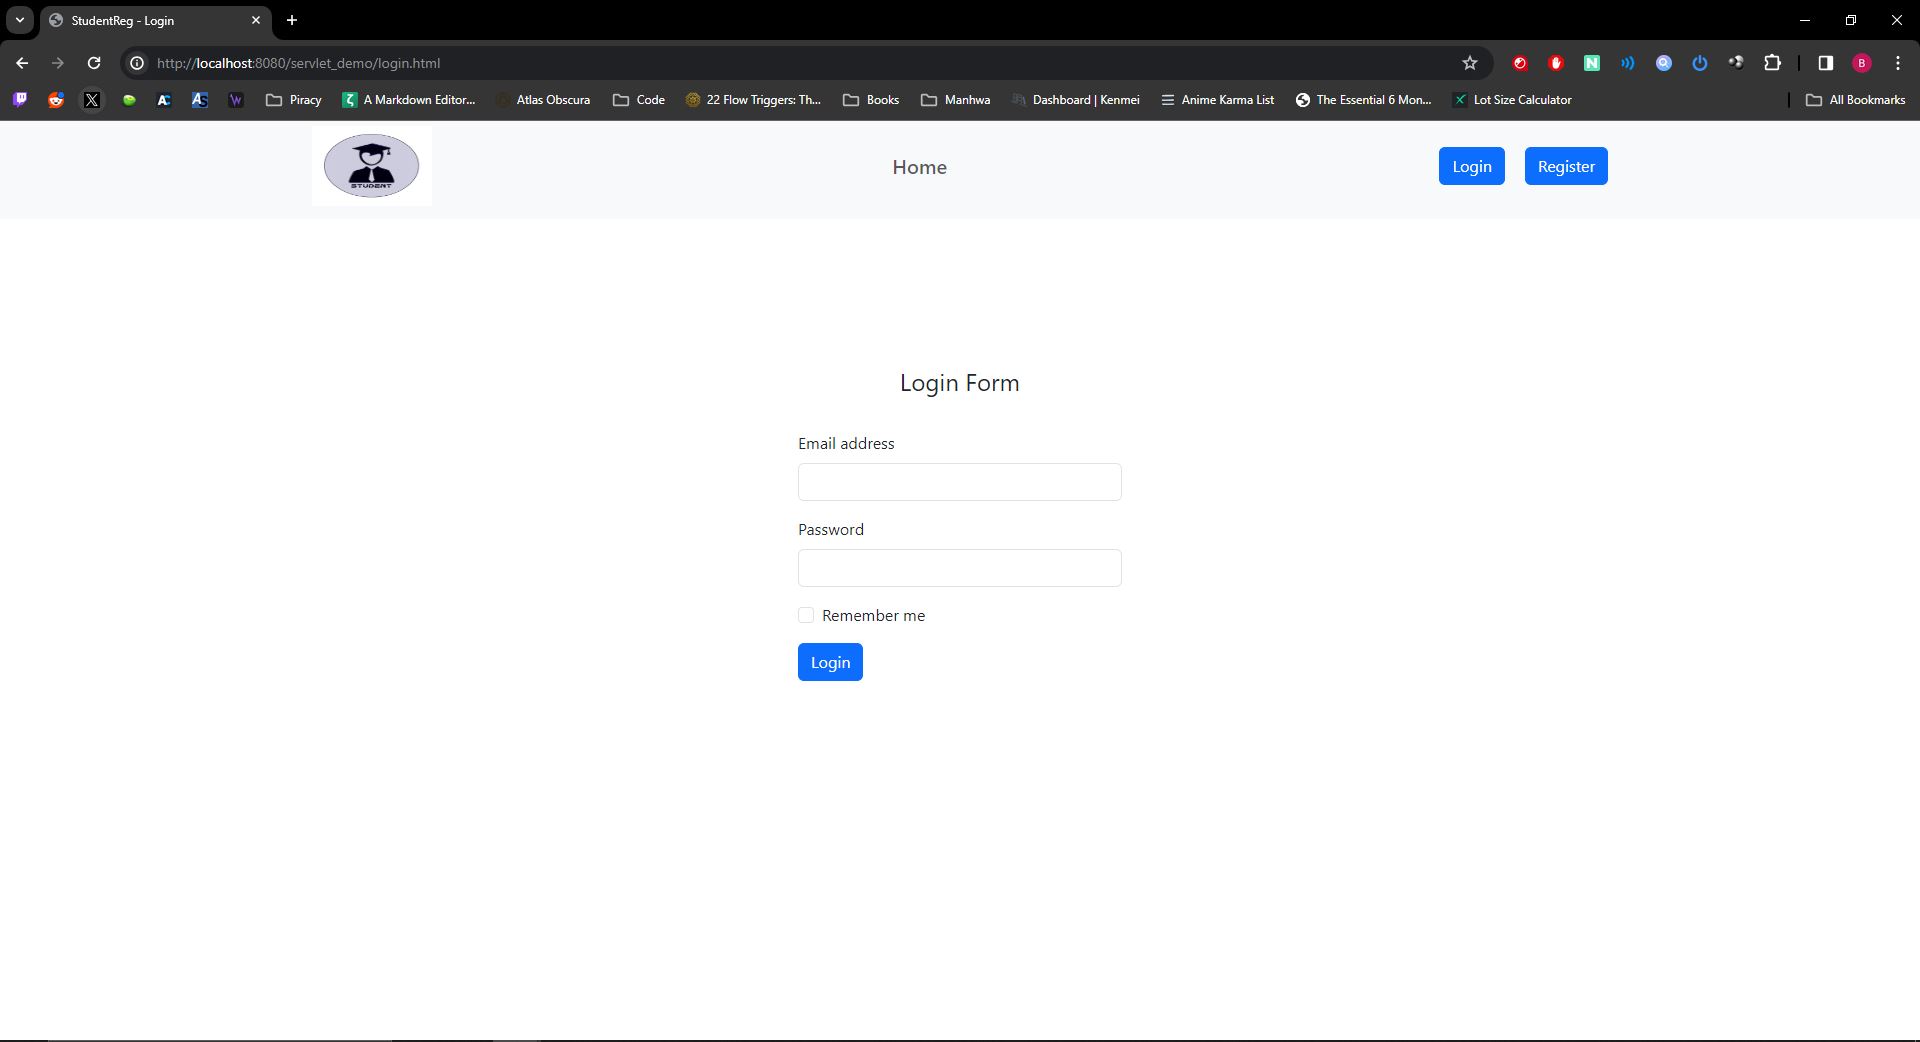 StudentReg - Login
http://localhost:8080/servlet_demo/login.html
Piracy A Markdown Editor... Atlas Obscura Code 22 Flow Triggers: Th... Books Manhwa Dashboard | Kenmei Anime Karma List The Essential 6 Mon... Lot Size Calculator All Bookmarks
STUDENT
Home
Login Register
Login Form
Email address
Password
Remember me
Login